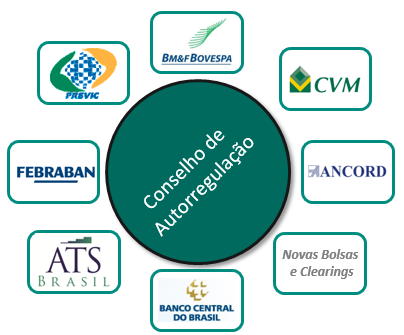 BM&FBOVESPA
PREVIC
CVM
FEBRABAN
Conselho de
Autorregulação
ANCORD
ATS
BRASIL
Novas Bolsas
e Clearings
BANCO CENTRAL
DO BRASIL